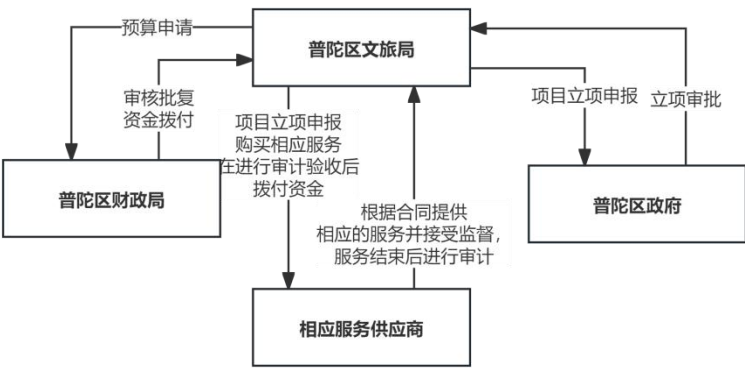 预算申请
普陀区文旅局
审核批复
资金拨付
项目立项申报
购买相应服务
在进行审计验收后
拨付资金
项目立项申报
立项审批
普陀区财政局
根据合同提供
相应的服务并接受监督,
服务结束后进行审计
普陀区政府
相应服务供应商